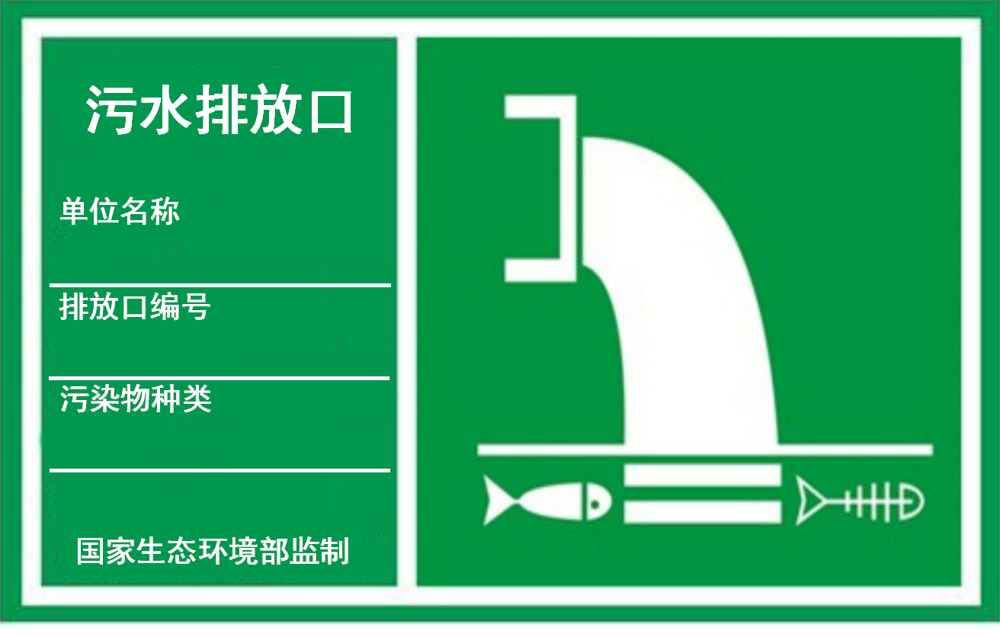 污水排放口
单位名称
排放口编号
污染物种类
国家生态环境部监制